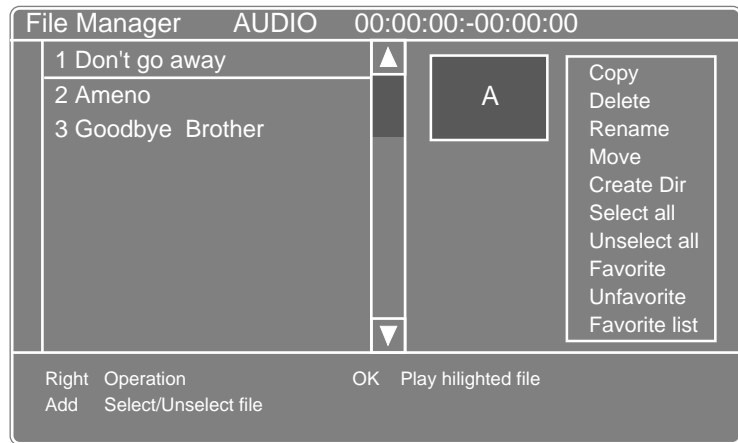 File Manager AUDIO 00:00:00:-00:00:00
1 Don't go away
2 Ameno
3 Goodbye Brother
A
Copy
Delete
Rename
Move
Create Dir
Select all
Unselect all
Favorite
Unfavorite
Favorite list
Right Operation OK Play hilighted file
Add Select/Unselect file